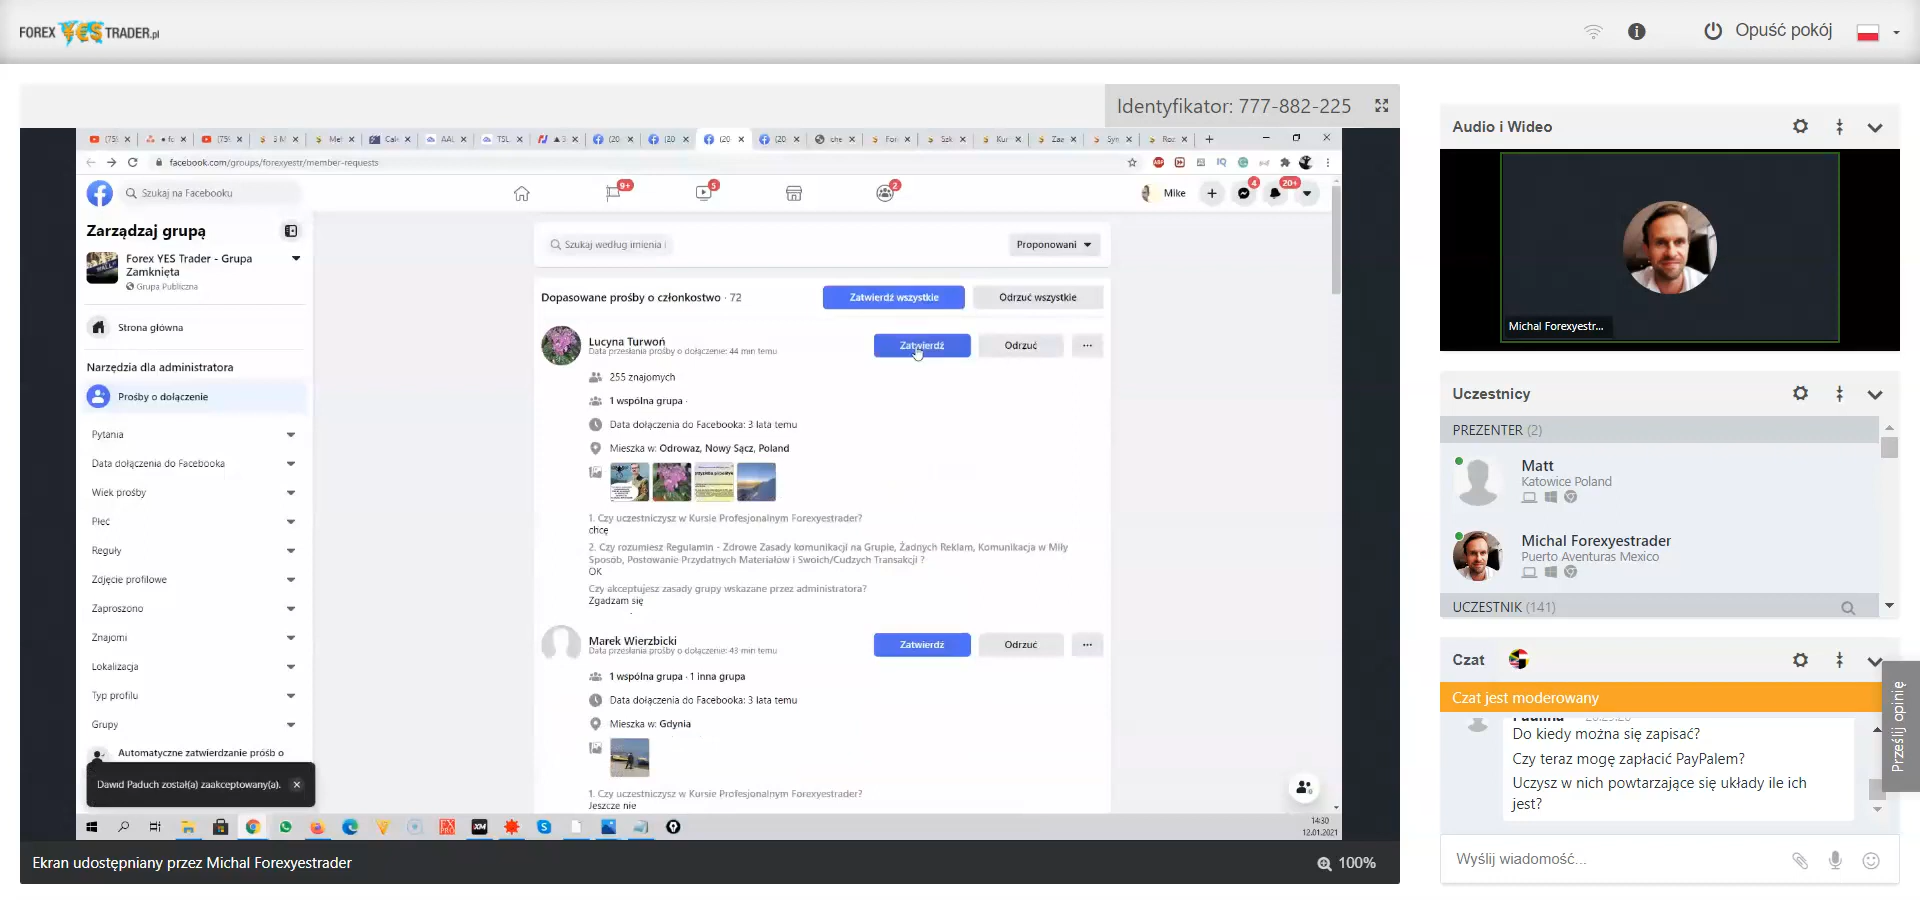 FOREX YES TRADER.pl
Opuść pokój
Identyfikator: 777-882-225
facebook.com/groups/forexyestr/member-requests
Szukaj na Facebooku
9+
5
2
Mike
4
20+
Zarządzaj grupą
Forex YES Trader - Grupa
Zamknięta
Grupa Publiczna
Strona główna
Narzędzia dla administratora
Prośby o dołączenie
Pytania
Data dołączenia do Facebooka
Wiek prośby
Płeć
Reguły
Zdjęcie profilowe
Zaproszono
Znajomi
Lokalizacja
Typ profilu
Grupy
Automatyczne zatwierdzanie próśb o
Dawid Paduch został(a) zaakceptowany(a).
Szukaj według imienia i
Proponowani
Dopasowane prośby o członkostwo · 72
Zatwierdź wszystkie
Odrzuć wszystkie
Lucyna Turwoń
Data przesłania prośby o dołączenie: 44 min temu
Zatwierdź
Odrzuć
255 znajomych
1 wspólna grupa ·
Data dołączenia do Facebooka: 3 lata temu
Mieszka w: Odrowaz, Nowy Sącz, Poland
1. Czy uczestniczysz w Kursie Profesjonalnym Forexyestrader?
chcę
2. Czy rozumiesz Regulamin - Zdrowe Zasady komunikacji na Grupie, Żadnych Reklam, Komunikacja w Miły
Sposób, Postowanie Przydatnych Materiałów i Swoich/Cudzych Transakcji ?
OK
Czy akceptujesz zasady grupy wskazane przez administratora?
Zgadzam się
Marek Wierzbicki
Data przesłania prośby o dołączenie: 43 min temu
Zatwierdź
Odrzuć
1 wspólna grupa · 1 inna grupa
Data dołączenia do Facebooka: 3 lata temu
Mieszka w: Gdynia
1. Czy uczestniczysz w Kursie Profesjonalnym Forexyestrader?
Jeszcze nie
14:30
12.01.2021
Ekran udostępniany przez Michal Forexyestrader
100%
Audio i Wideo
Michal Forexyestr...
Uczestnicy
PREZENTER (2)
Matt
Katowice Poland
Michal Forexyestrader
Puerto Aventuras Mexico
UCZESTNIK (141)
Czat
Czat jest moderowany
Do kiedy można się zapisać?
Czy teraz mogę zapłacić PayPalem?
Uczysz w nich powtarzające się układy ile ich
jest?
Wyślij wiadomość...
Prześlij opinię